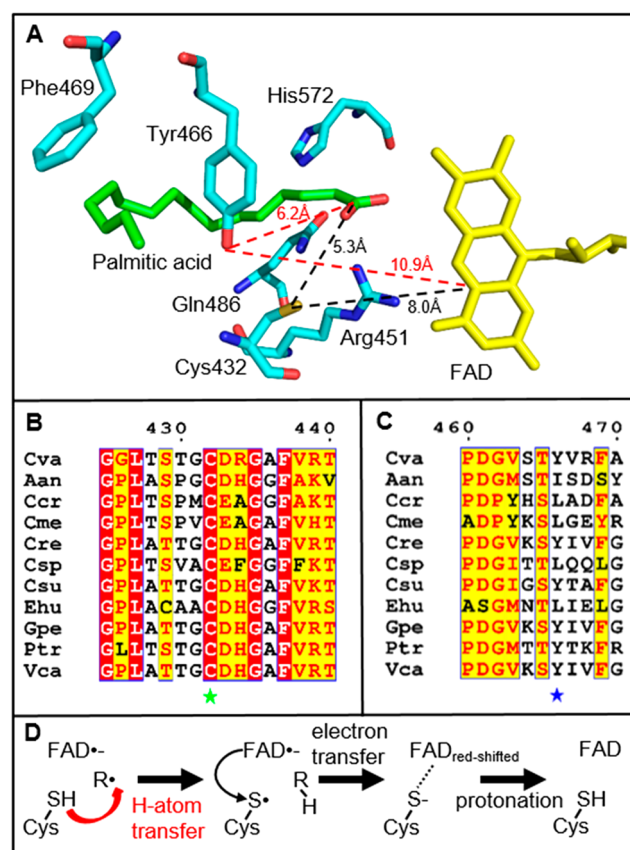 A
Phe469
Tyr466
His572
6.2Å
5.3Å
Palmitic acid
10.9Å
Gln486
8.0Å
Arg451
Cys432
FAD
B
430 440
Cva GGLTSTGCDRGAFVRT
Aan GPLASPGCDHGGFAKV
Ccr GPLTSPMCEAGGFAKT
Cme GPLTSPVCEAGAFVHT
Cre GPLATTGCDHGAFVRT
Csp GPLTSVACEFGGFFKT
Csu GPLATTGCDHGAFVKT
Ehu GPLACAACDHGGFVRS
Gpe GPLATTGCDHGAFVRT
Ptr GLLTSTGCDHGAFVRT
Vca GPLATTGCDHGAFVRT
C
460 470
Cva PDGVSTYVRFA
Aan PDGMSTISDSY
Ccr PDPYHSLADFA
Cme ADPYKSLGEYR
Cre PDGVKSYIVFG
Csp PDGITTLQQLG
Csu PDGIGSYTAFG
Ehu ASGMNTLIELG
Gpe PDGVKSYIVFG
Ptr PDGMTTYTKFR
Vca PDGVKSYIVFG
D
FAD•-
R•
SH
Cys
H-atom
transfer
FAD•-
R
H
S•
Cys
electron
transfer
FADred-shifted
S-
Cys
protonation
FAD
SH
Cys